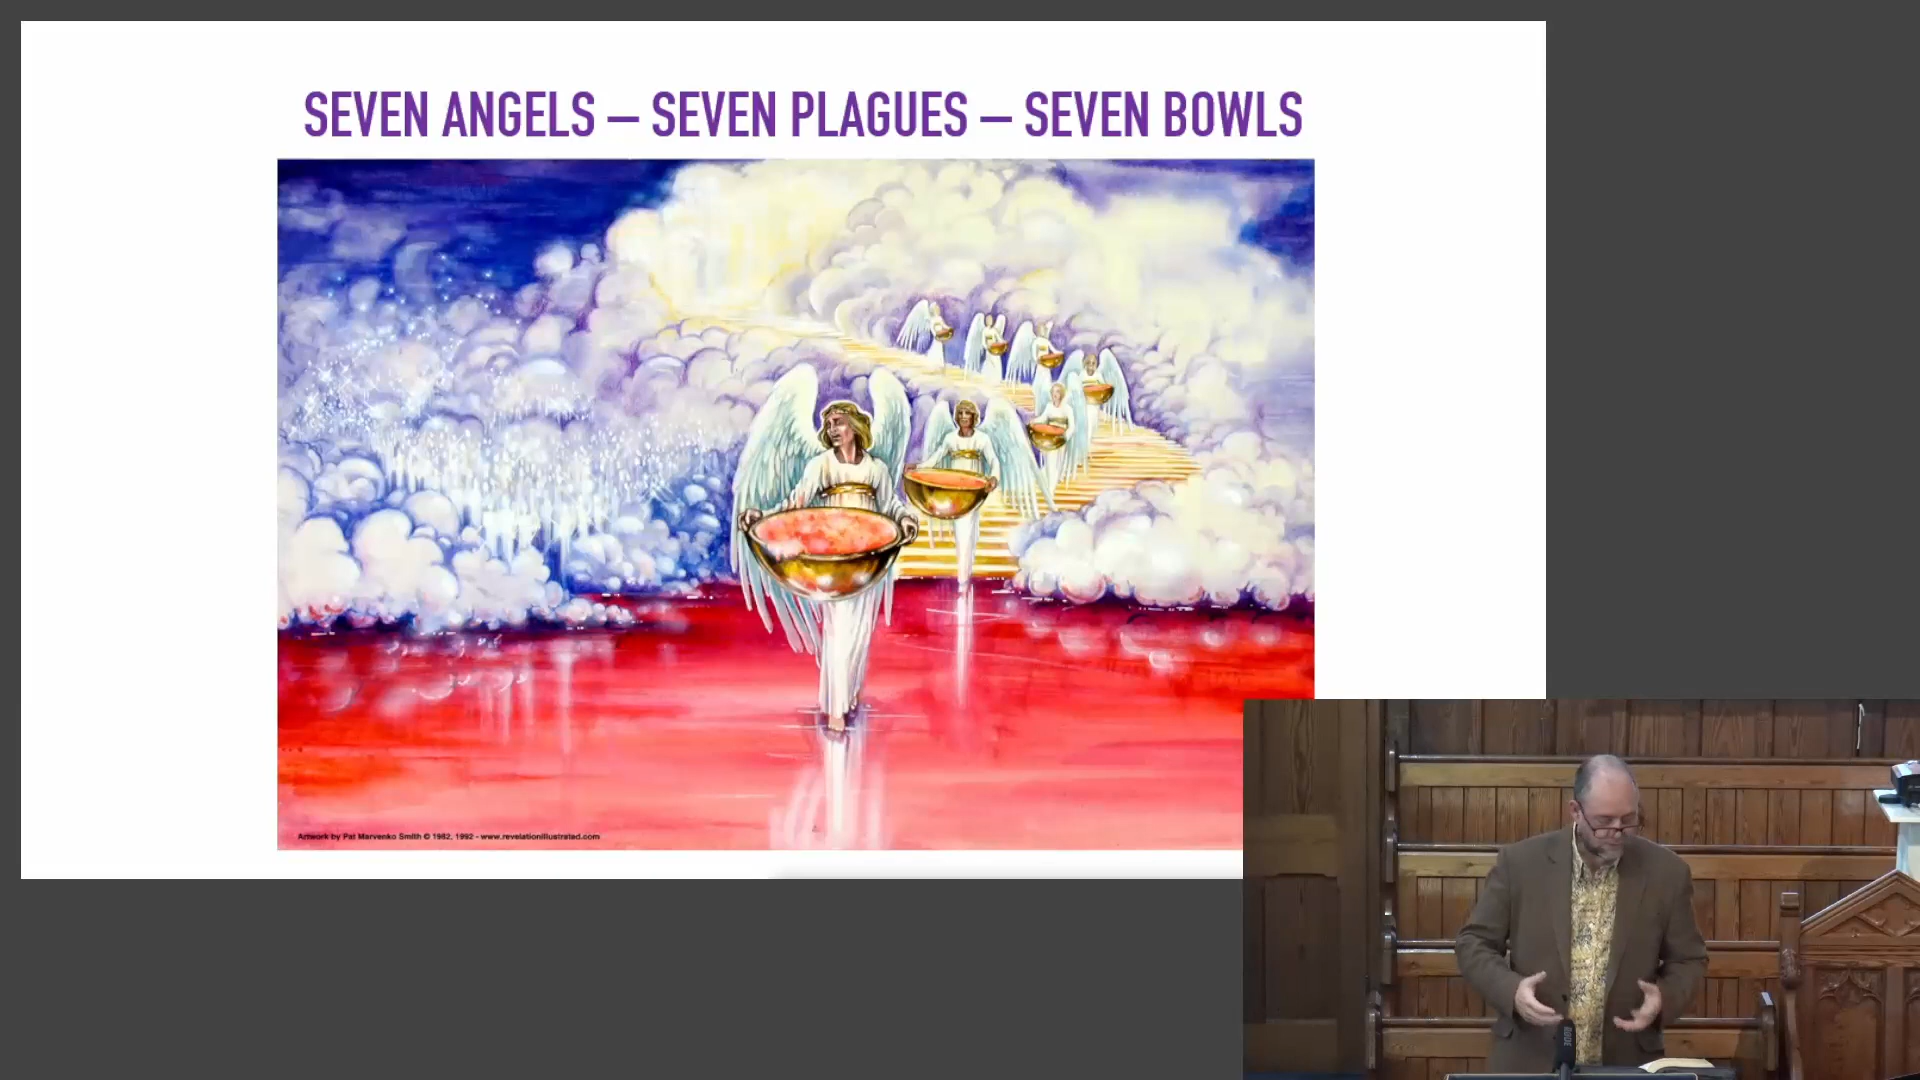 SEVEN ANGELS – SEVEN PLAGUES – SEVEN BOWLS
Artwork by Pat Marvenko Smith © 1982, 1992 - www.revelationillustrated.com